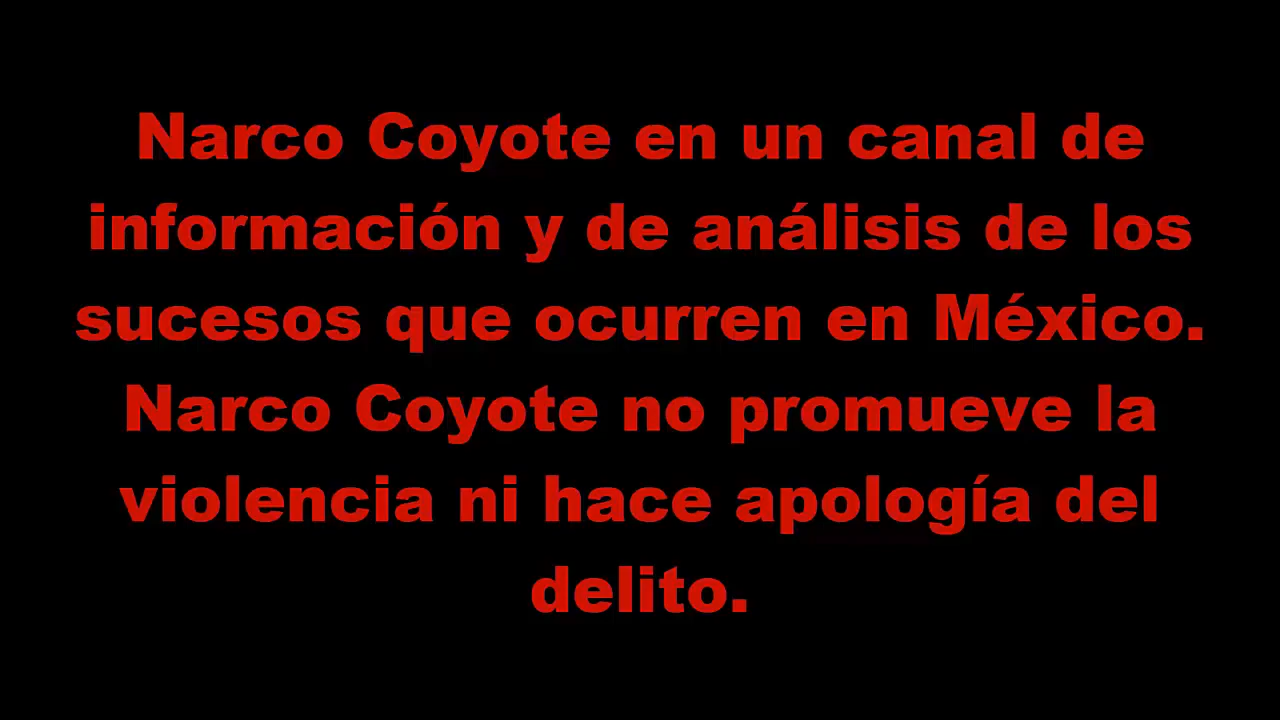 Narco Coyote en un canal de
información y de análisis de los
sucesos que ocurren en México.
Narco Coyote no promueve la
violencia ni hace apología del
delito.